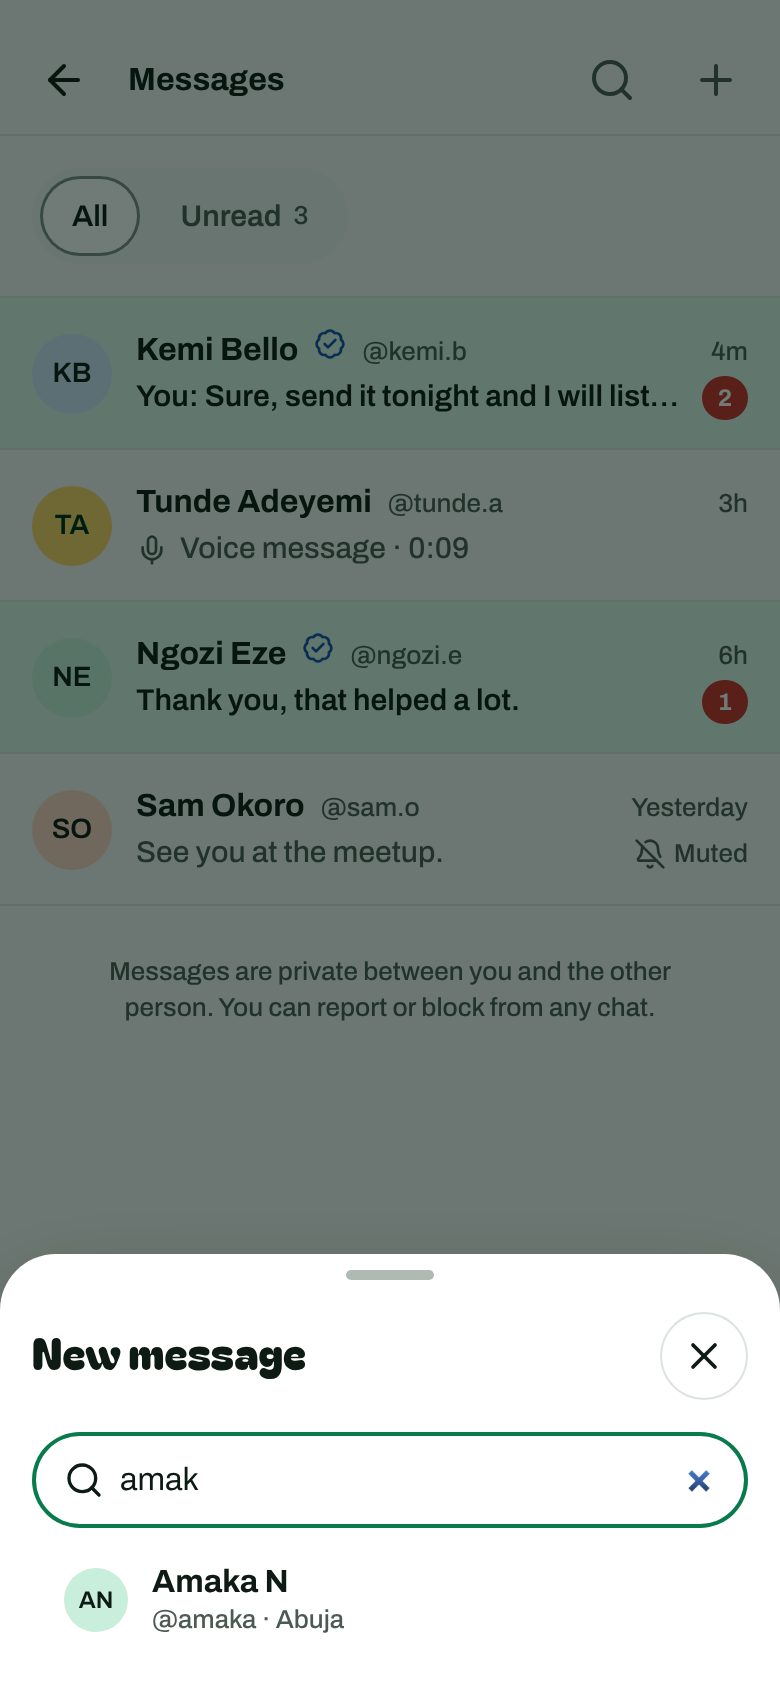 Messages
All
Unread 3
KB
Kemi Bello @kemi.b 4m
You: Sure, send it tonight and I will list… 2
TA
Tunde Adeyemi @tunde.a 3h
Voice message · 0:09
NE
Ngozi Eze @ngozi.e 6h
Thank you, that helped a lot. 1
SO
Sam Okoro @sam.o Yesterday
See you at the meetup. Muted
Messages are private between you and the other
person. You can report or block from any chat.
New message
amak
AN
Amaka N
@amaka · Abuja